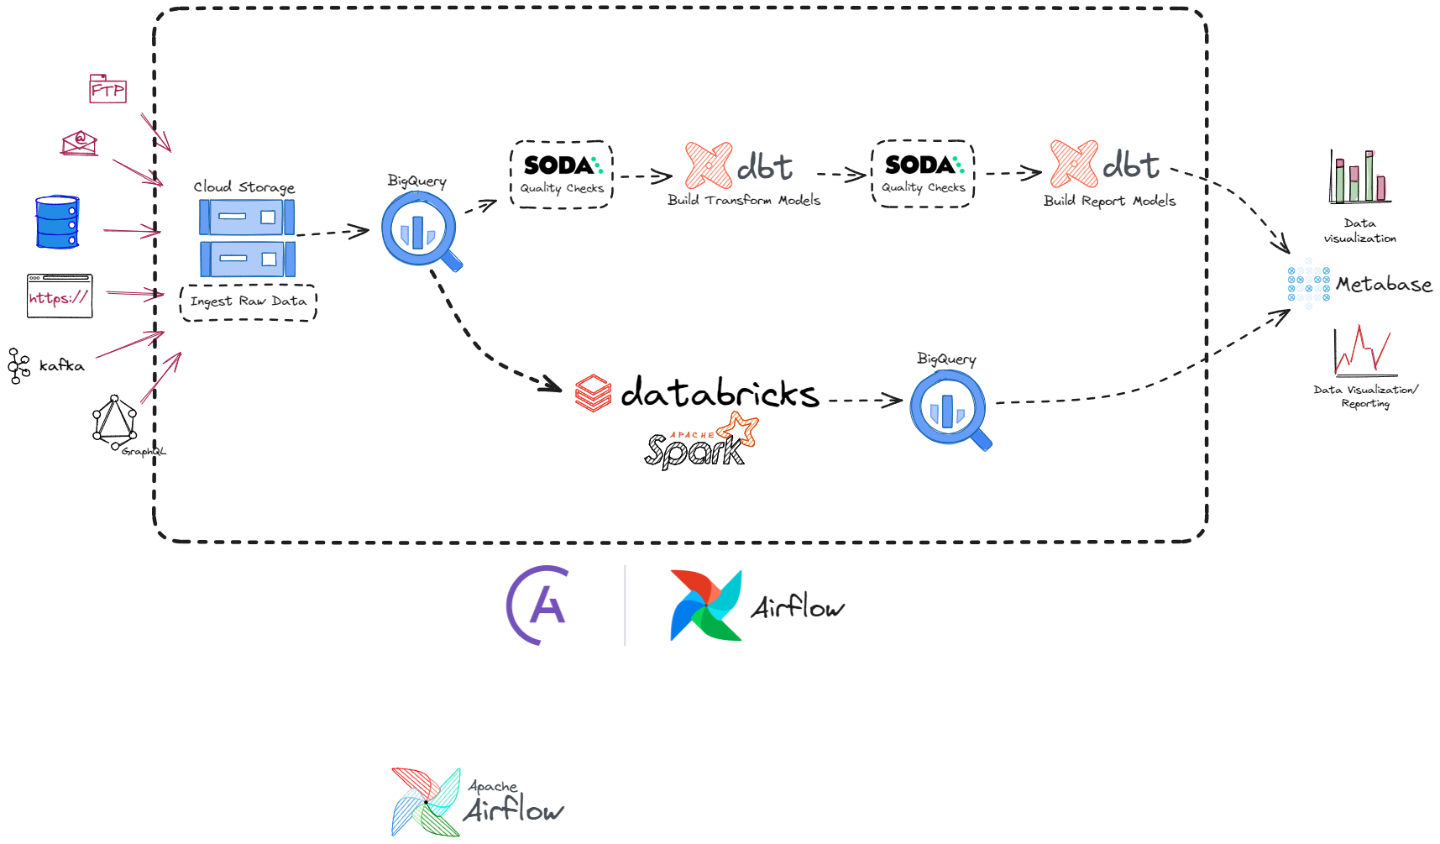 FTP
@
https://
kafka
GraphQL
Cloud Storage
Ingest Raw Data
BigQuery
SODA
Quality Checks
dbt
Build Transform Models
SODA
Quality Checks
dbt
Build Report Models
databricks
APACHE
Spark
BigQuery
Data
visualization
Metabase
Data Visualization/
Reporting
A
Airflow
Apache
Airflow